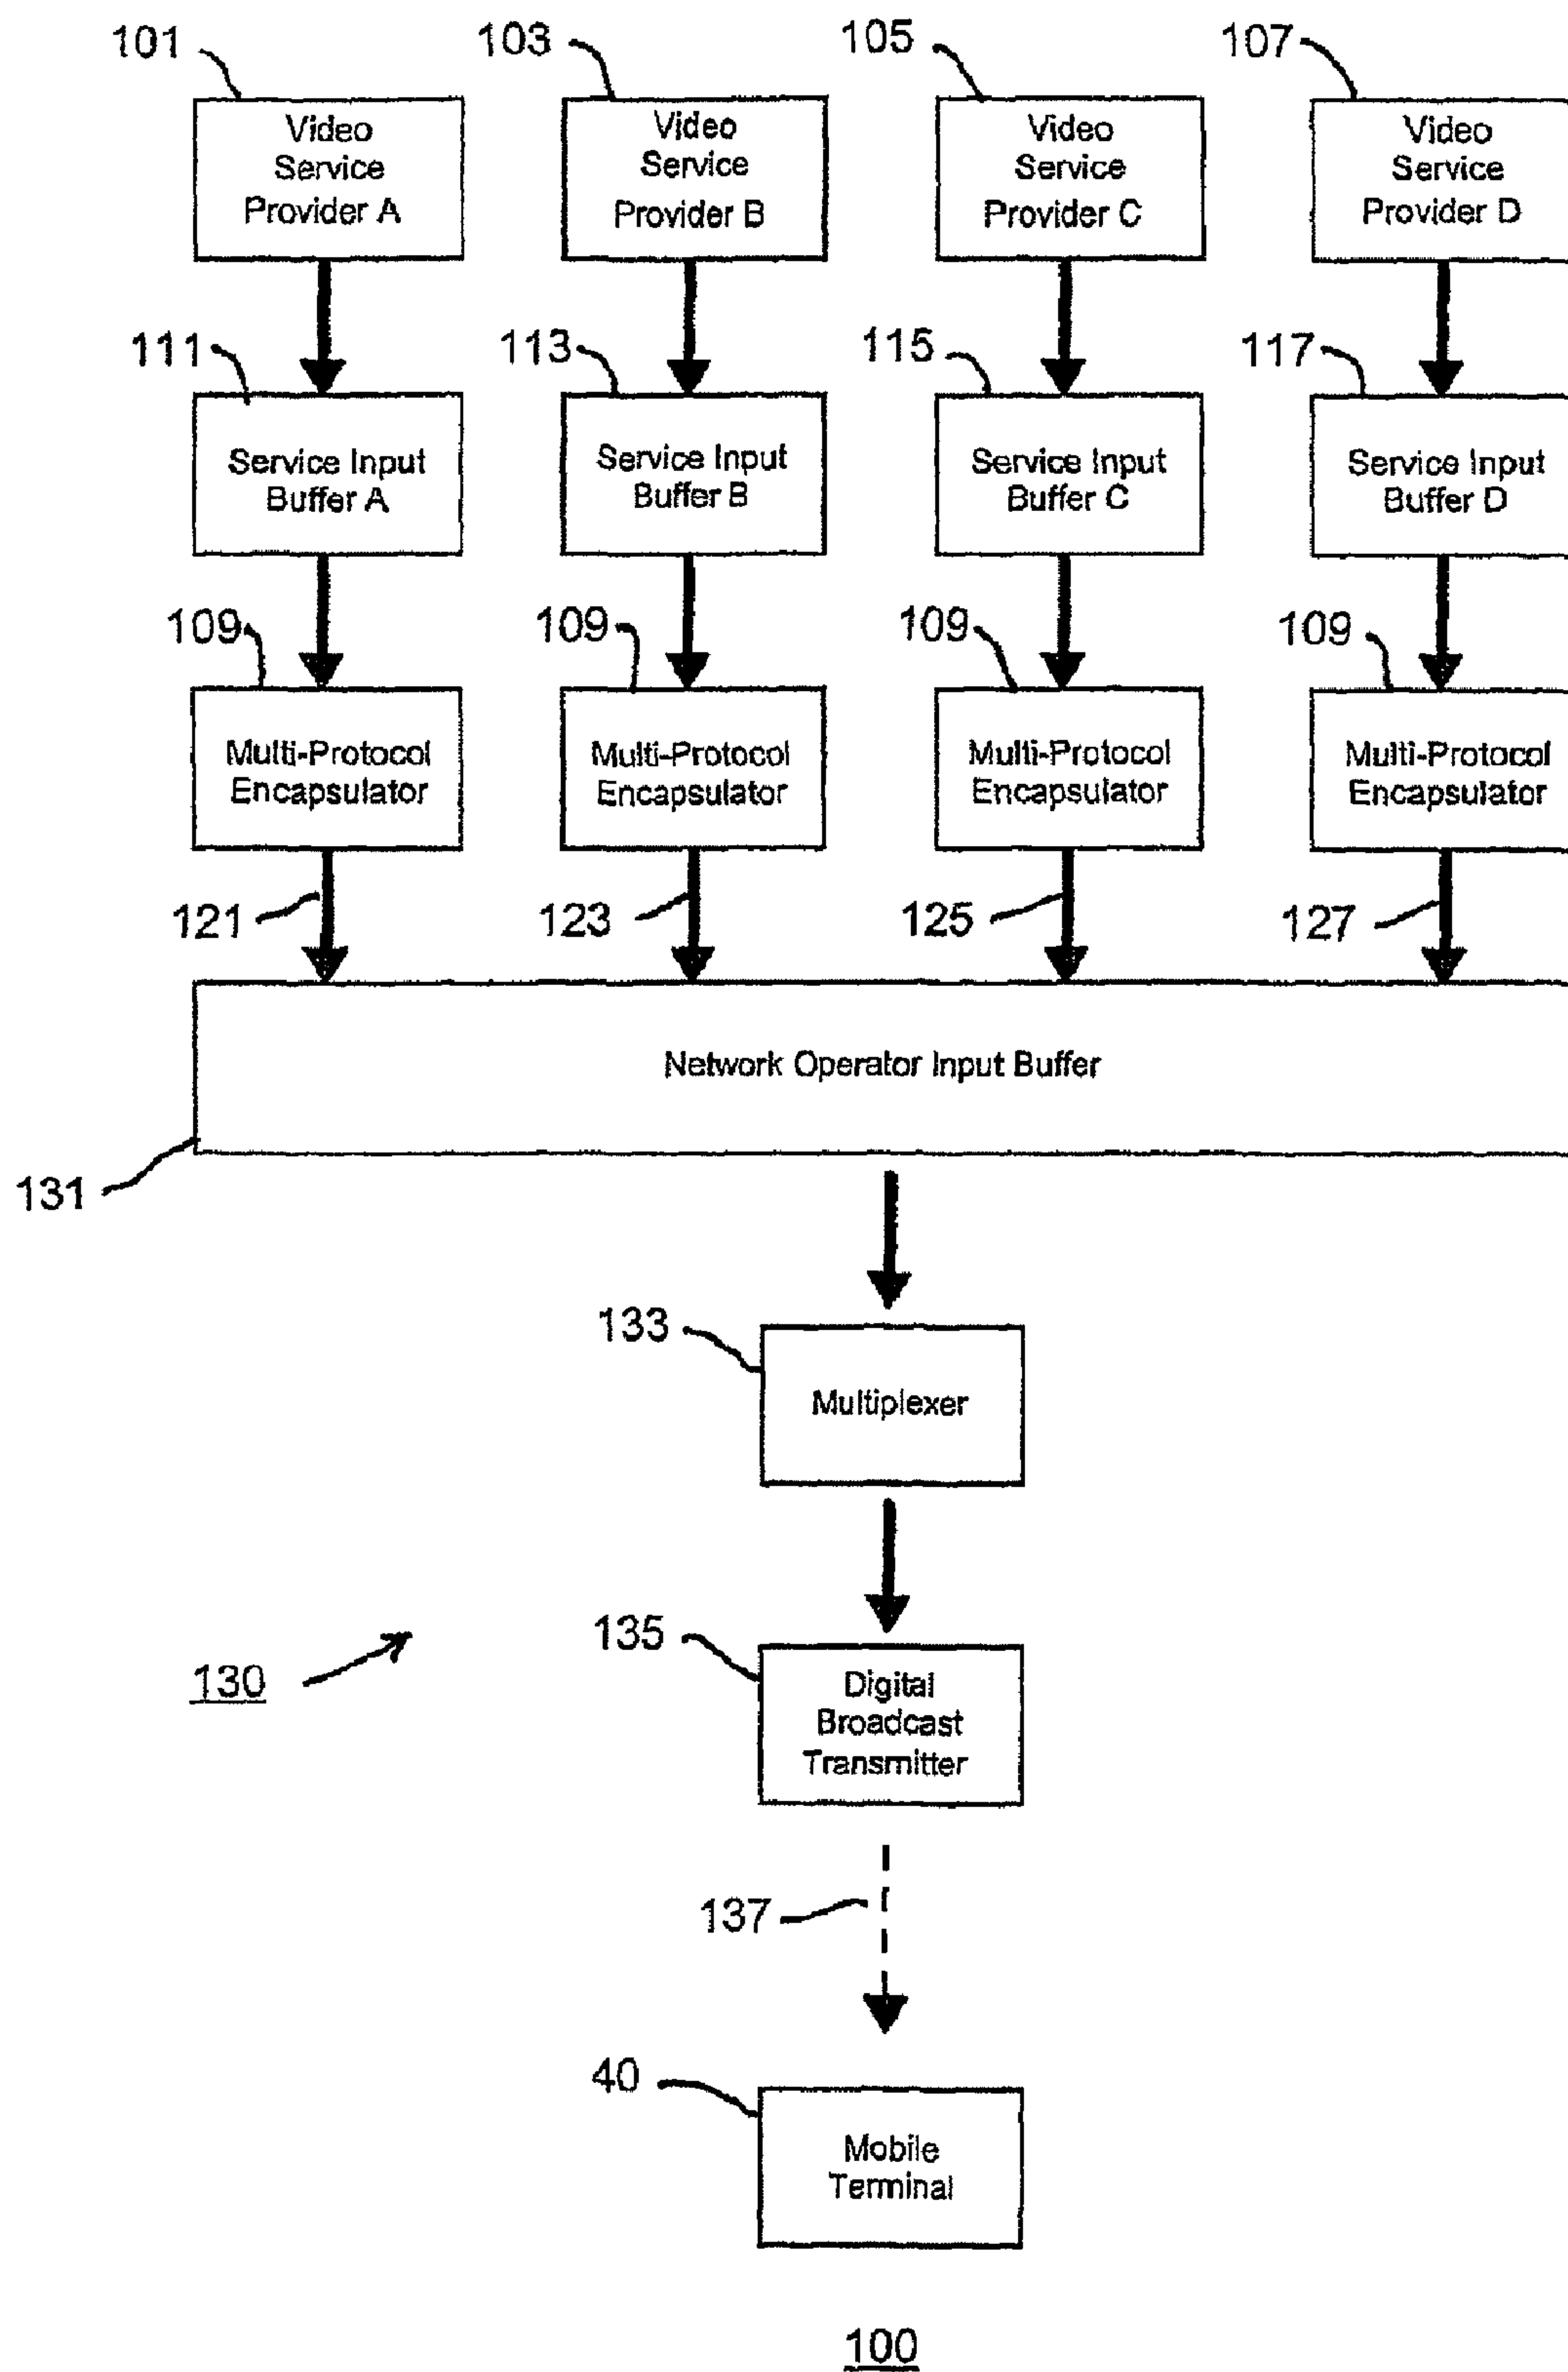 101
103
105
107
Video
Service
Provider A
Video
Service
Provider B
Video
Service
Provider C
Video
Service
Provider D
111
113
115
117
Service Input
Buffer A
Service Input
Buffer B
Service Input
Buffer C
Service Input
Buffer D
109
109
109
109
Multi-Protocol
Encapsulator
Multi-Protocol
Encapsulator
Multi-Protocol
Encapsulator
Multi-Protocol
Encapsulator
121
123
125
127
Network Operator Input Buffer
131
133
Multiplexer
135
130
Digital
Broadcast
Transmitter
137
40
Mobile
Terminal
100